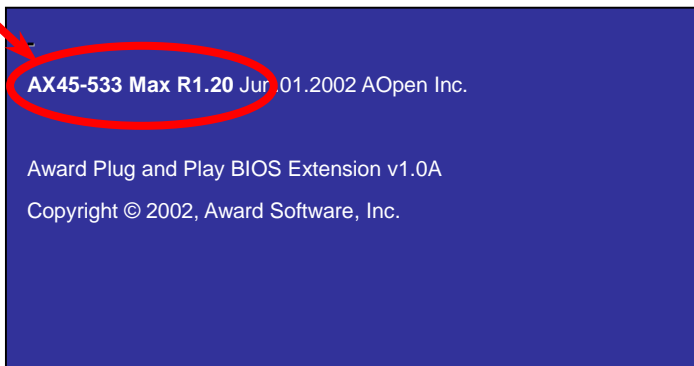 AX45-533 Max R1.20 Jun.01.2002 AOpen Inc.
Award Plug and Play BIOS Extension v1.0A
Copyright © 2002, Award Software, Inc.